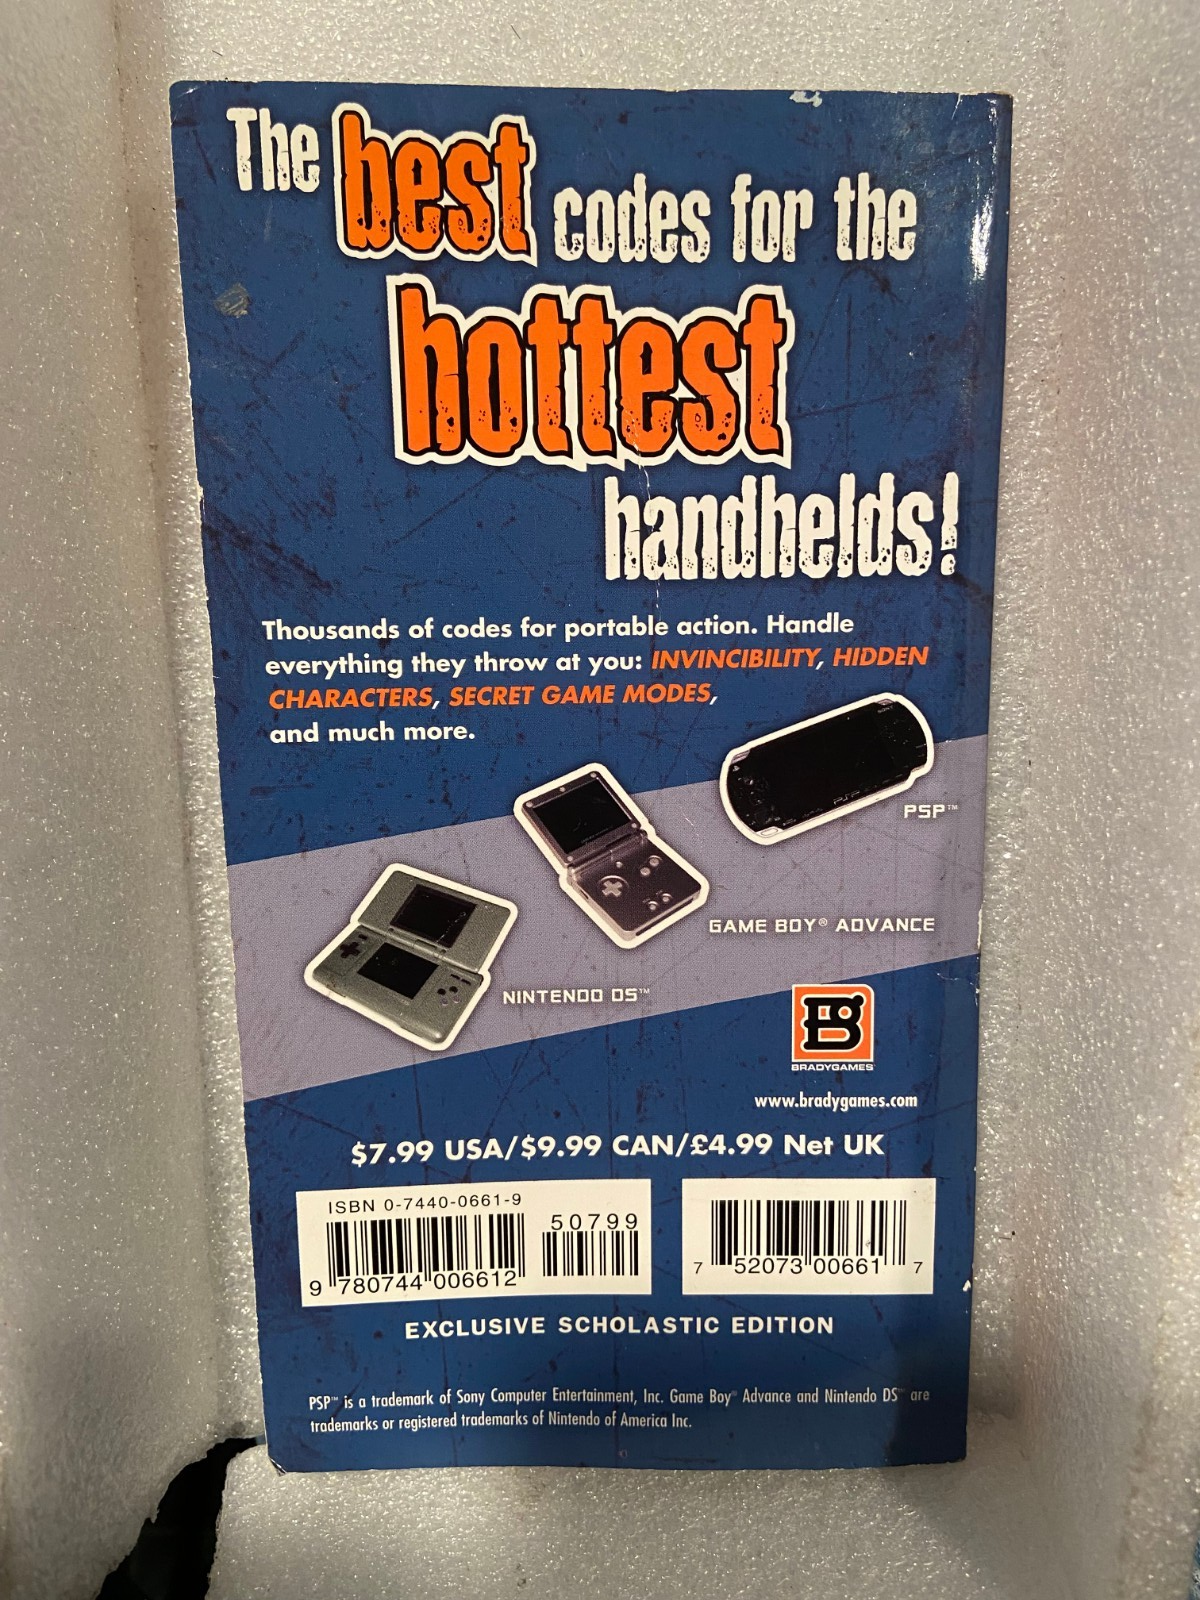 The best codes for the
hottest
handhelds!
Thousands of codes for portable action. Handle
everything they throw at you: INVINCIBILITY, HIDDEN
CHARACTERS, SECRET GAME MODES,
and much more.
PSP™
GAME BOY® ADVANCE
NINTENDO DS™
BRADYGAMES
www.bradygames.com
$7.99 USA/$9.99 CAN/£4.99 Net UK
ISBN 0-7440-0661-9
50799
9 780744 006612
7 52073 00661 7
EXCLUSIVE SCHOLASTIC EDITION
PSP™ is a trademark of Sony Computer Entertainment, Inc. Game Boy® Advance and Nintendo DS™ are
trademarks or registered trademarks of Nintendo of America Inc.